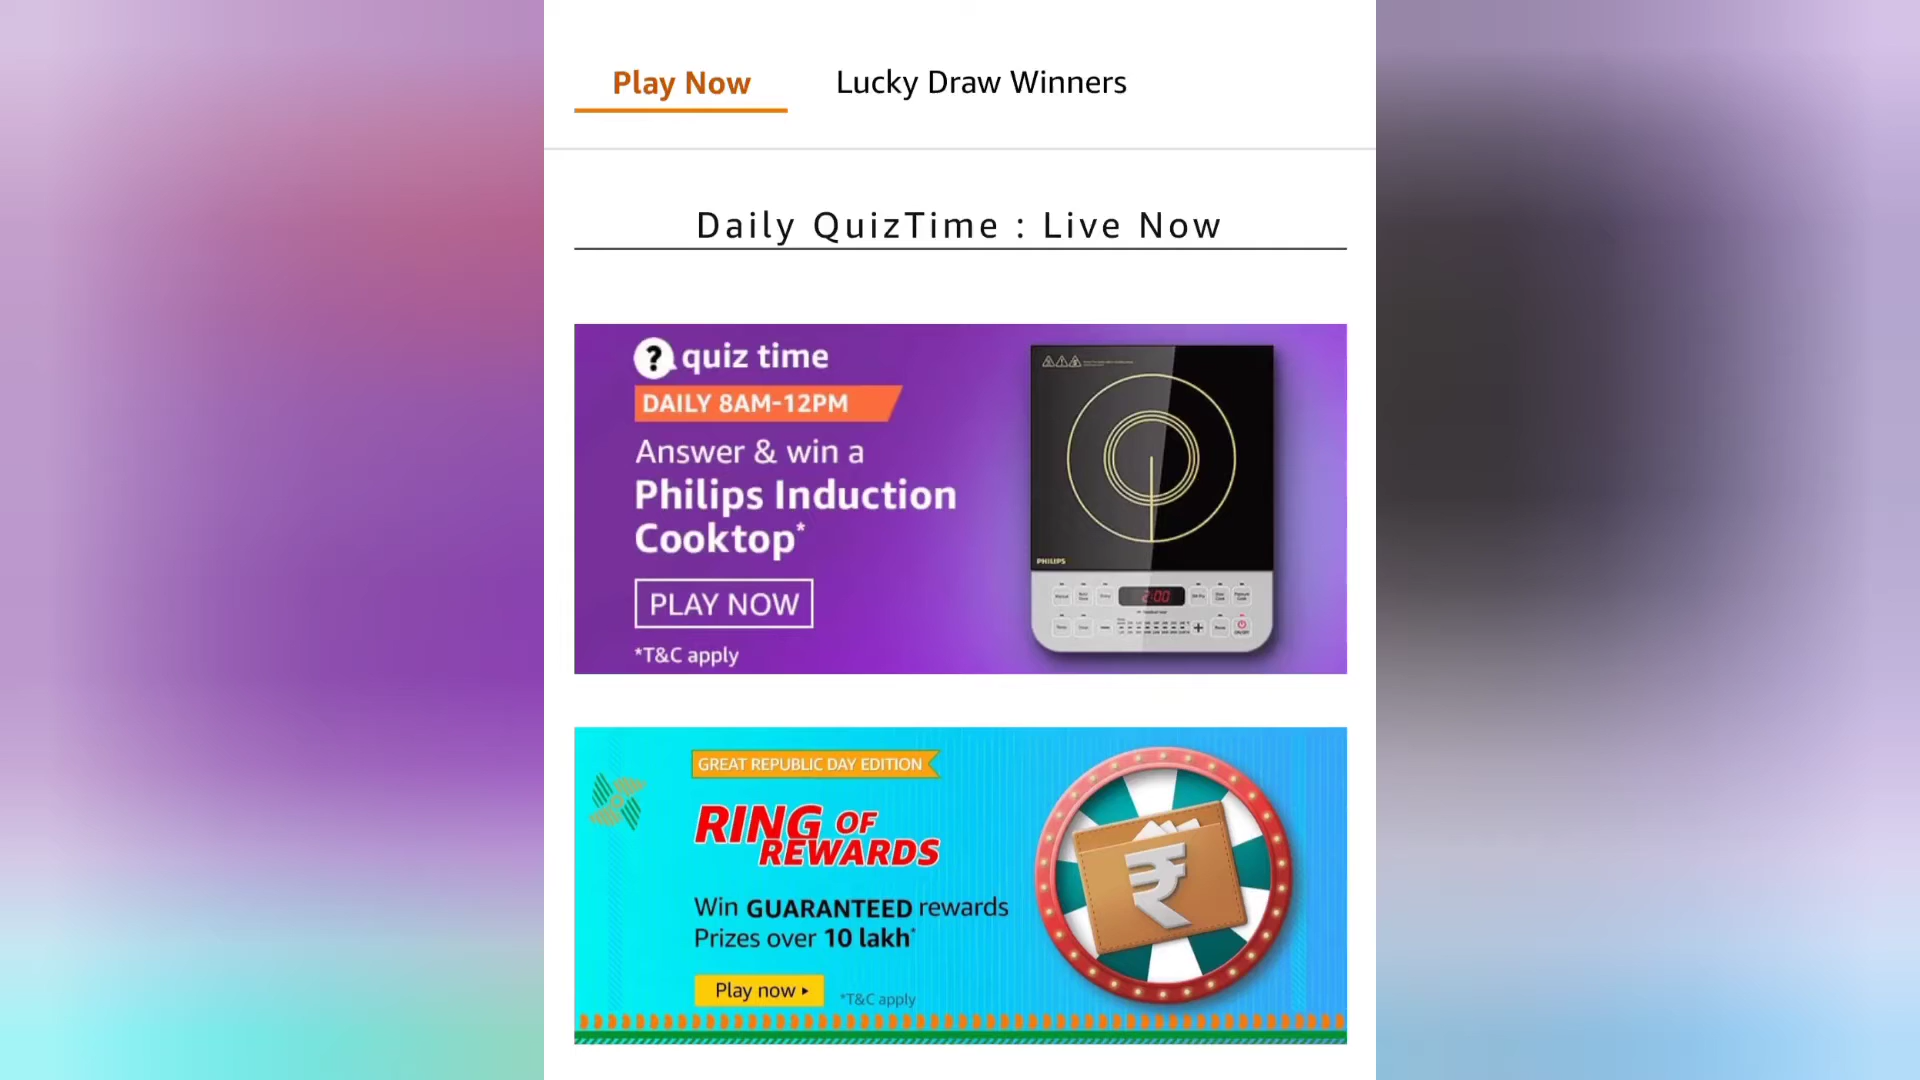 Play Now
Lucky Draw Winners
Daily QuizTime : Live Now
? quiz time
DAILY 8AM-12PM
Answer & win a
Philips Induction
Cooktop*
PLAY NOW
*T&C apply
PHILIPS
2:00
GREAT REPUBLIC DAY EDITION
RING OF
REWARDS
Win GUARANTEED rewards
Prizes over 10 lakh*
Play now
*T&C apply